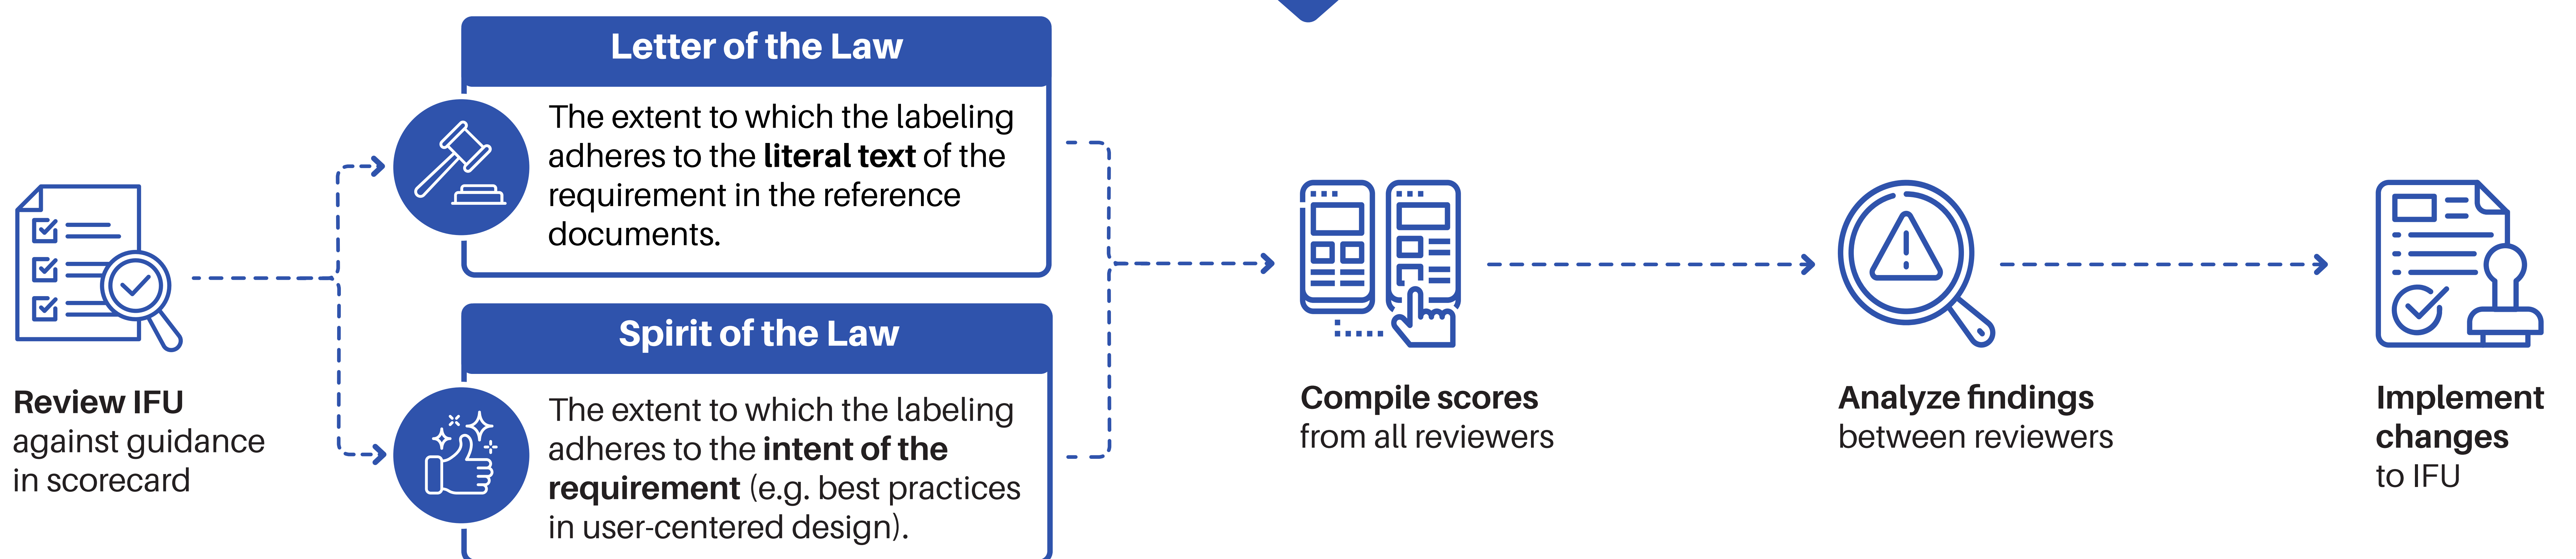 Letter of the Law
The extent to which the labeling
adheres to the literal text of the
requirement in the reference
documents.
Spirit of the Law
The extent to which the labeling
adheres to the intent of the
requirement (e.g. best practices
in user-centered design).
Review IFU
against guidance
in scorecard
Compile scores
from all reviewers
Analyze findings
between reviewers
Implement
changes
to IFU